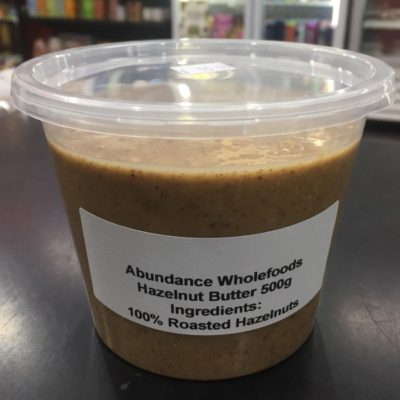 Abundance Wholefoods
Hazelnut Butter 500g
Ingredients:
100% Roasted Hazelnuts